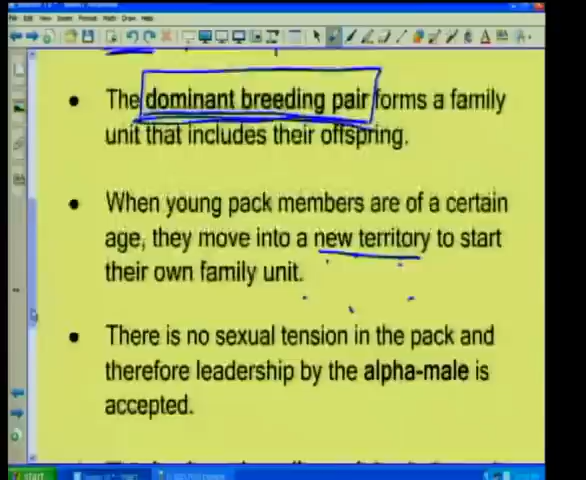 The dominant breeding pair forms a family
unit that includes their offspring.
When young pack members are of a certain
age, they move into a new territory to start
their own family unit.
There is no sexual tension in the pack and
therefore leadership by the alpha-male is
accepted.
start